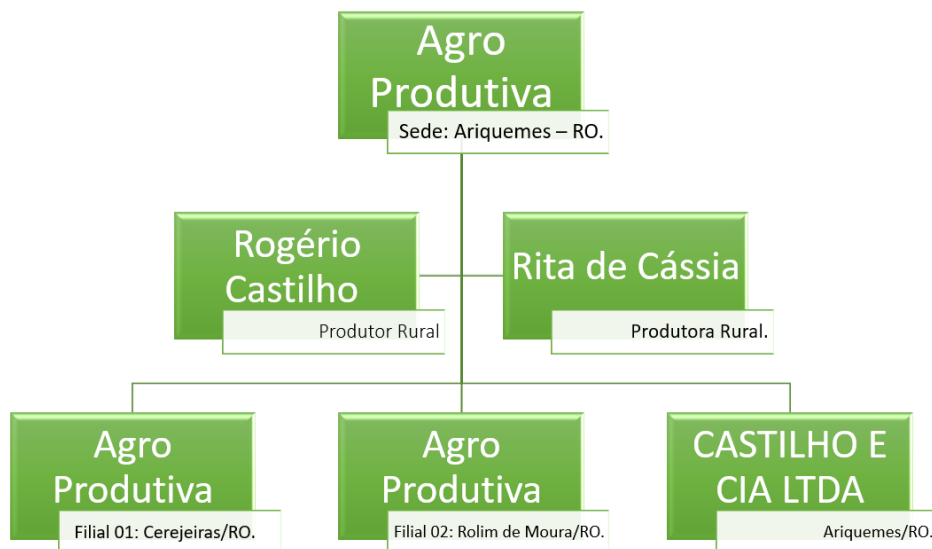 Agro
Produtiva
Sede: Ariquemes – RO.
Rogério
Castilho
Produtor Rural
Rita de Cássia
Produtora Rural.
Agro
Produtiva
Filial 01: Cerejeiras/RO.
Agro
Produtiva
Filial 02: Rolim de Moura/RO.
CASTILHO E
CIA LTDA
Ariquemes/RO.